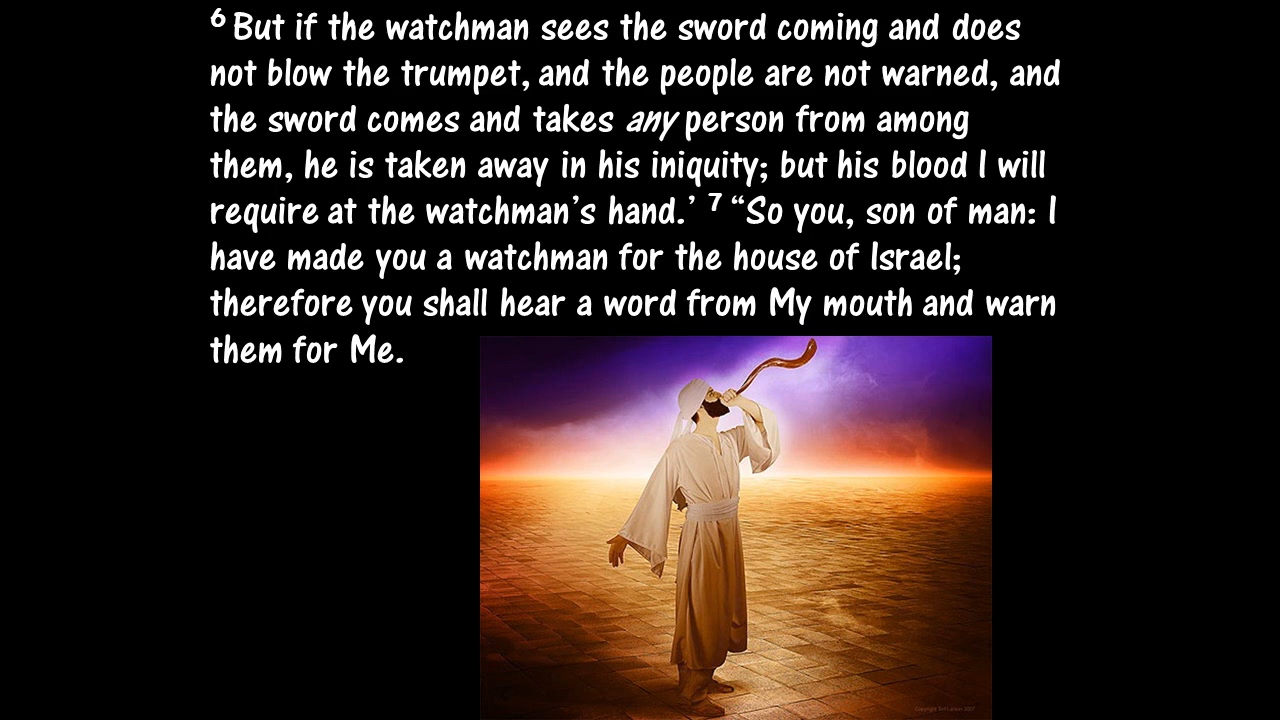 6 But if the watchman sees the sword coming and does
not blow the trumpet, and the people are not warned, and
the sword comes and takes any person from among
them, he is taken away in his iniquity; but his blood I will
require at the watchman’s hand.’ 7 “So you, son of man: I
have made you a watchman for the house of Israel;
therefore you shall hear a word from My mouth and warn
them for Me.